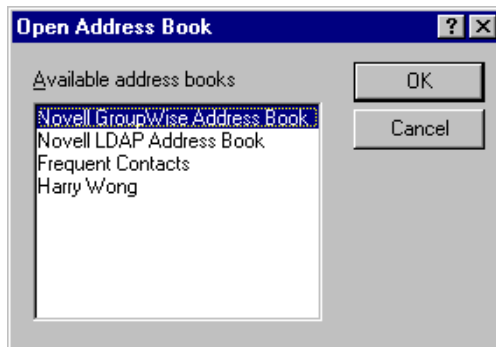 Open Address Book
Available address books
OK
Novell GroupWise Address Book
Cancel
Novell LDAP Address Book
Frequent Contacts
Harry Wong